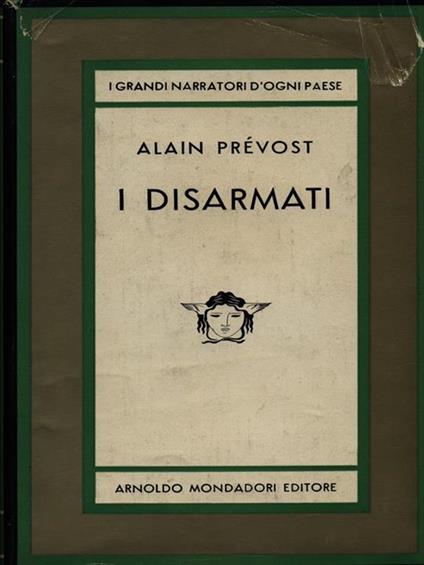 I GRANDI NARRATORI D'OGNI PAESE
ALAIN PRÉVOST
I DISARMATI
ARNOLDO MONDADORI EDITORE